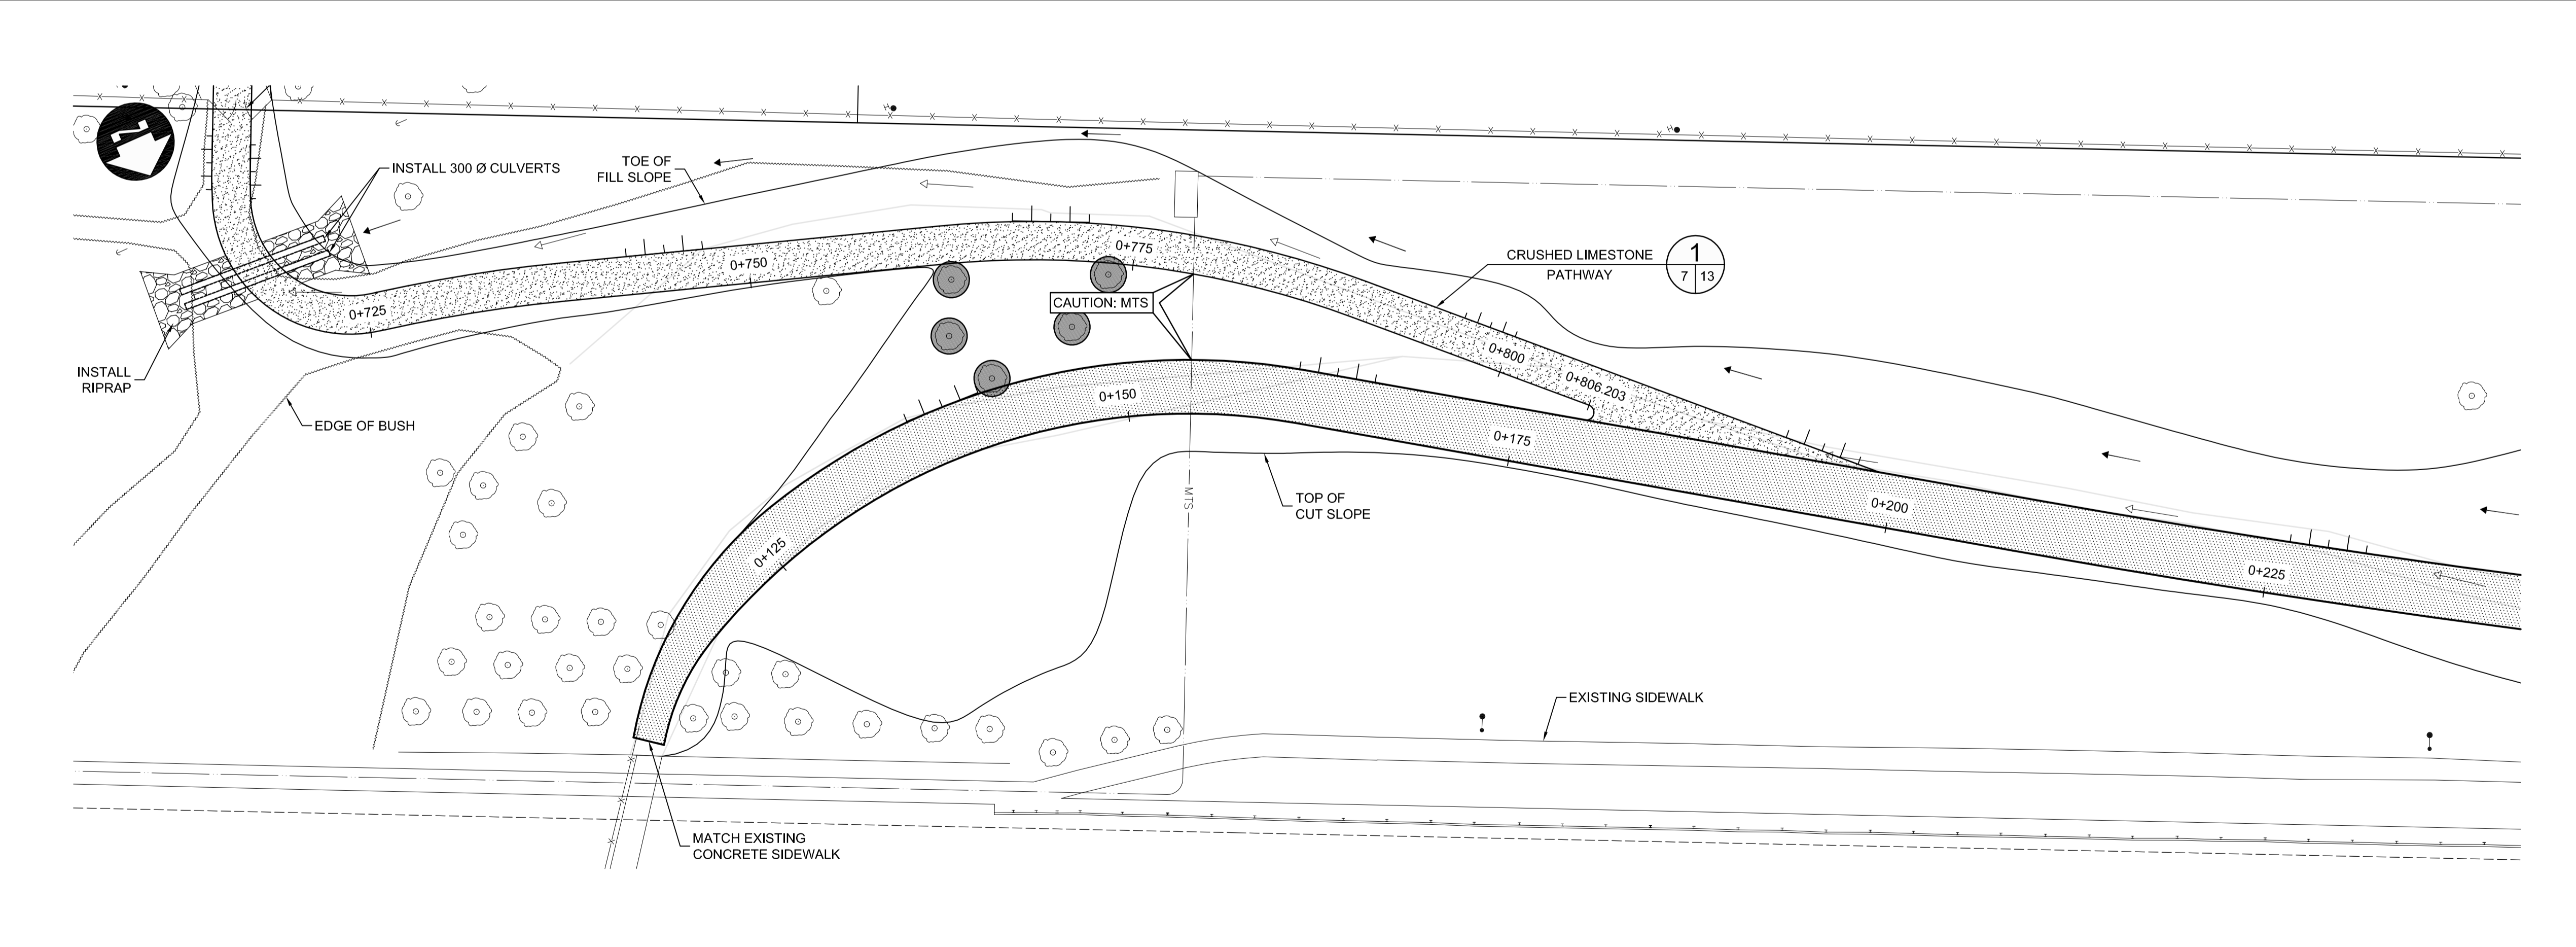 INSTALL 300 Ø CULVERTS
TOE OF
FILL SLOPE
0+775
CRUSHED LIMESTONE
PATHWAY
1
7 13
0+750
CAUTION: MTS
0+725
0+800
0+806.203
INSTALL
RIPRAP
EDGE OF BUSH
0+150
0+175
TOP OF
CUT SLOPE
MTS
0+200
0+125
0+225
EXISTING SIDEWALK
MATCH EXISTING
CONCRETE SIDEWALK